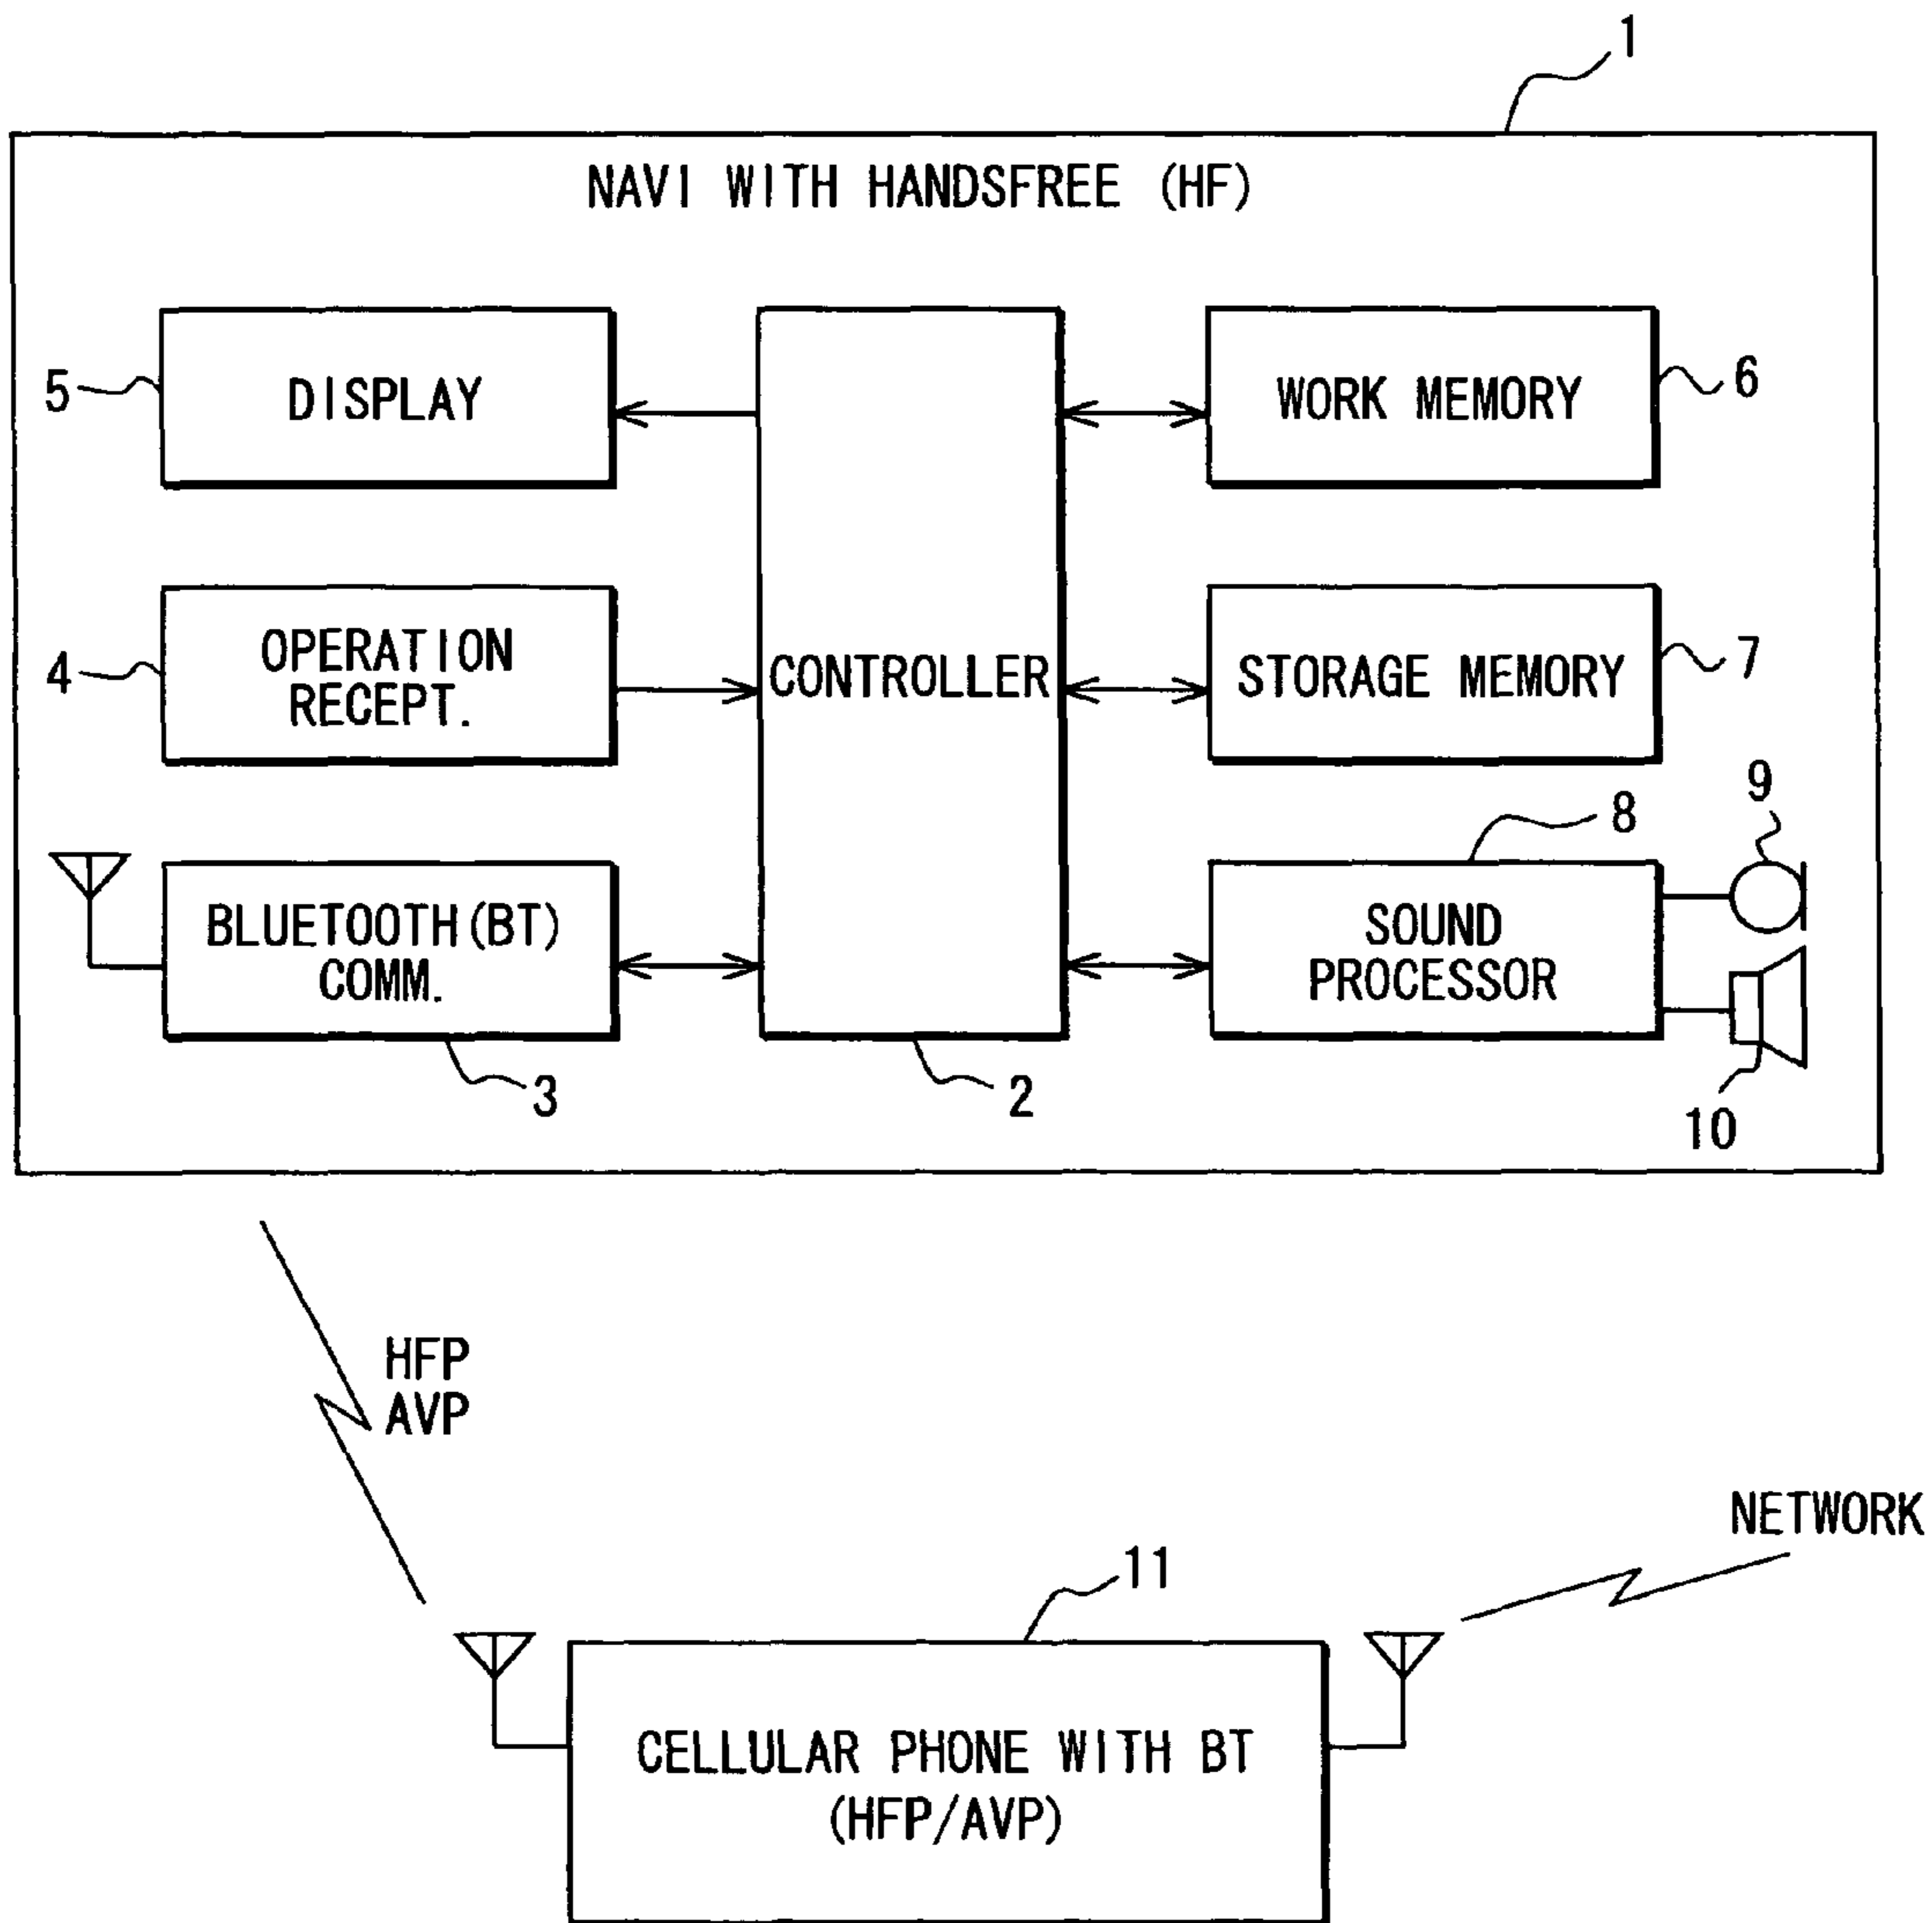 1
NAVI WITH HANDSFREE (HF)
5
DISPLAY
WORK MEMORY
6
4
OPERATION
RECEPT.
CONTROLLER
STORAGE MEMORY
7
9
8
BLUETOOTH(BT)
COMM.
SOUND
PROCESSOR
3
2
10
HFP
AVP
NETWORK
11
CELLULAR PHONE WITH BT
(HFP/AVP)